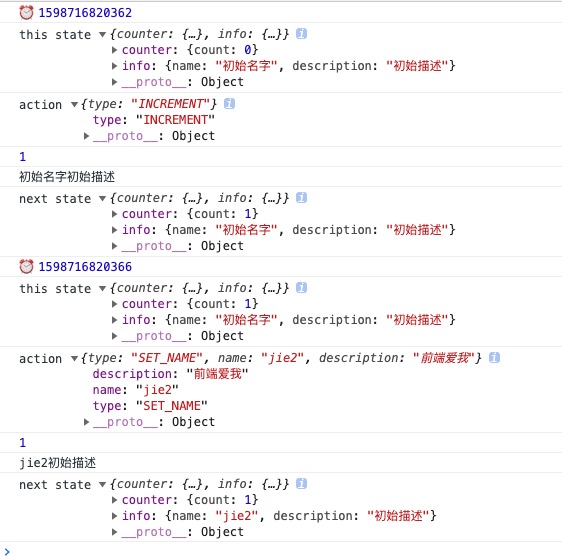 ⏰ 1598716820362
this state ▼{counter: {…}, info: {…}} i
▶counter: {count: 0}
▶info: {name: "初始名字", description: "初始描述"}
▶__proto__: Object
action ▼{type: "INCREMENT"} i
type: "INCREMENT"
▶__proto__: Object
1
初始名字初始描述
next state ▼{counter: {…}, info: {…}} i
▶counter: {count: 1}
▶info: {name: "初始名字", description: "初始描述"}
▶__proto__: Object
⏰ 1598716820366
this state ▼{counter: {…}, info: {…}} i
▶counter: {count: 1}
▶info: {name: "初始名字", description: "初始描述"}
▶__proto__: Object
action ▼{type: "SET_NAME", name: "jie2", description: "前端爱我"} i
description: "前端爱我"
name: "jie2"
type: "SET_NAME"
▶__proto__: Object
1
jie2初始描述
next state ▼{counter: {…}, info: {…}} i
▶counter: {count: 1}
▶info: {name: "jie2", description: "初始描述"}
▶__proto__: Object
>